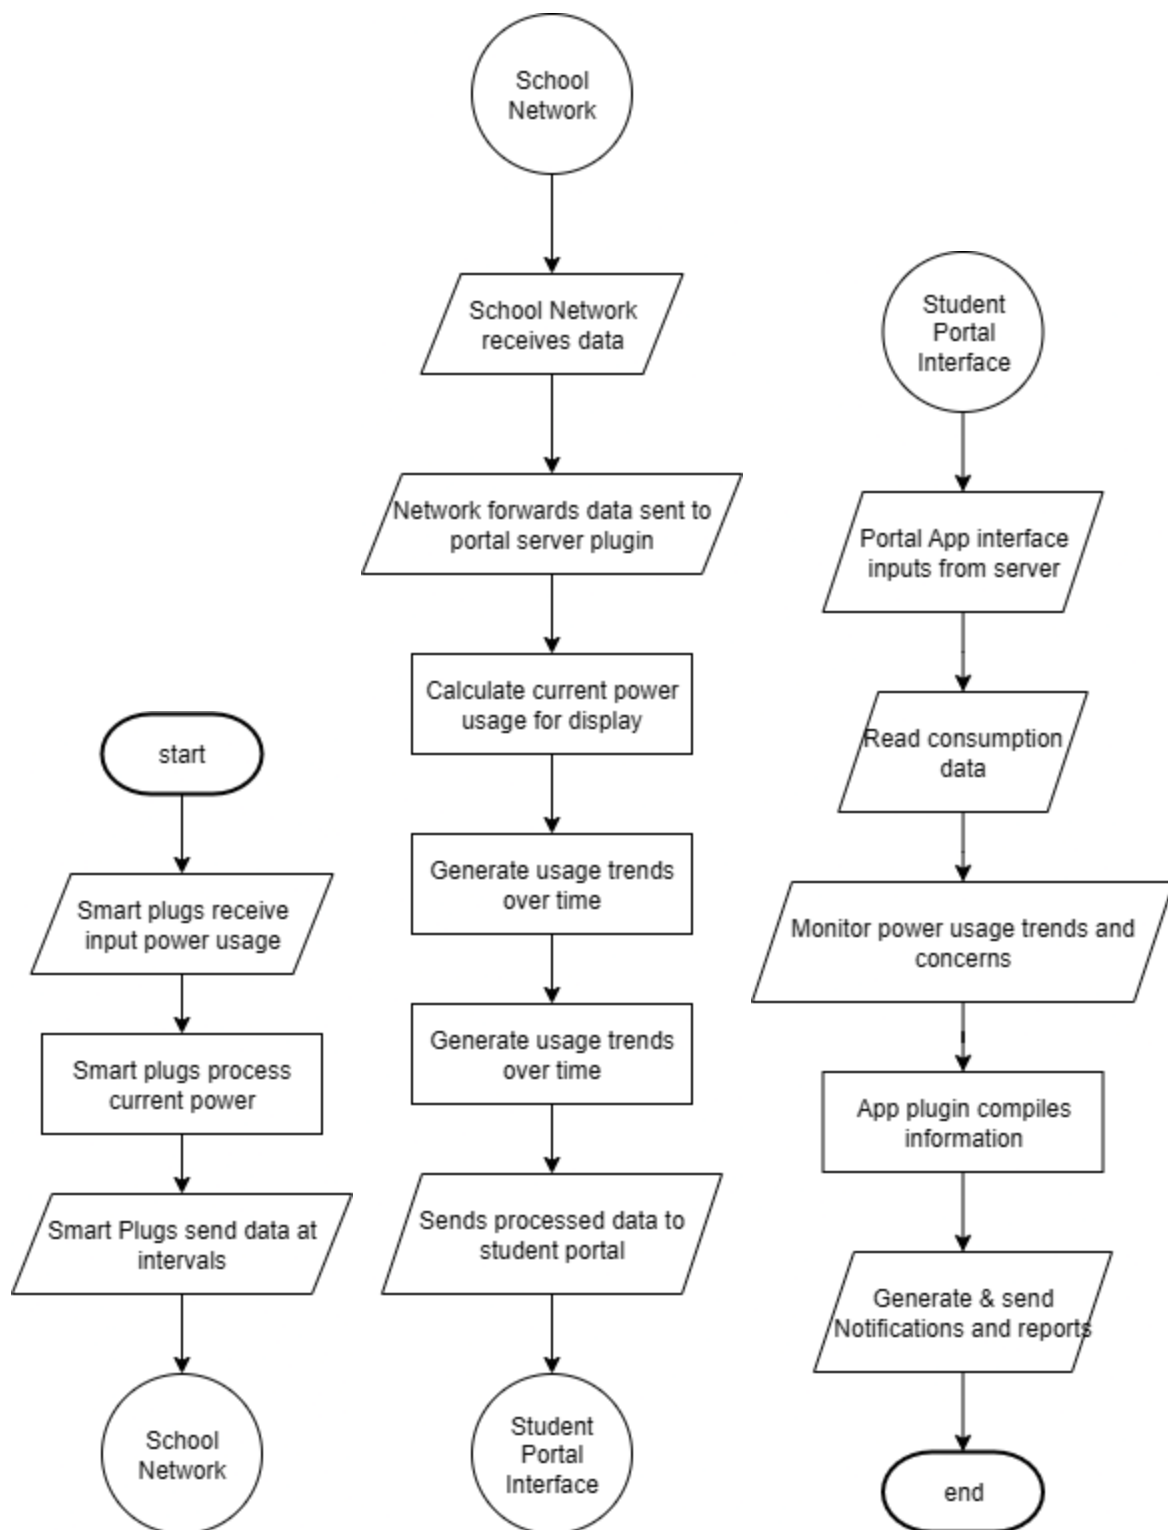 start
Smart plugs receive
input power usage
Smart plugs process
current power
Smart Plugs send data at
intervals
School
Network
School
Network
School Network
receives data
Network forwards data sent to
portal server plugin
Calculate current power
usage for display
Generate usage trends
over time
Generate usage trends
over time
Sends processed data to
student portal
Student
Portal
Interface
Student
Portal
Interface
Portal App interface
inputs from server
Read consumption
data
Monitor power usage trends and
concerns
App plugin compiles
information
Generate & send
Notifications and reports
end